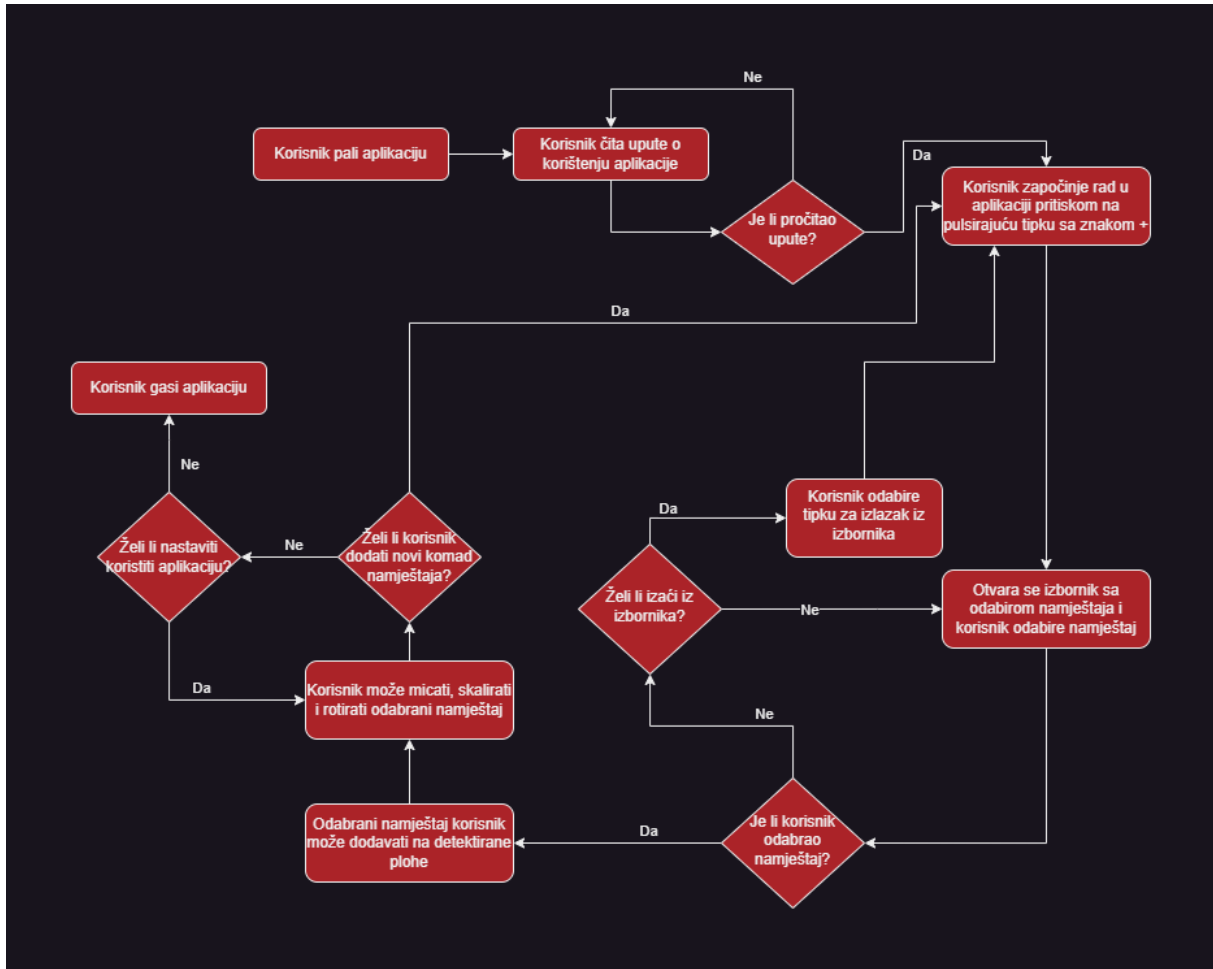 Ne
Korisnik pali aplikaciju
Korisnik čita upute o
korištenju aplikacije
Da
Je li pročitao
upute?
Korisnik započinje rad u
aplikaciji pritiskom na
pulsirajuću tipku sa znakom +
Da
Korisnik gasi aplikaciju
Ne
Želi li nastaviti
koristiti aplikaciju?
Ne
Želi li korisnik
dodati novi komad
namještaja?
Da
Korisnik odabire
tipku za izlazak iz
izbornika
Želi li izaći iz
izbornika?
Ne
Otvara se izbornik sa
odabirom namještaja i
korisnik odabire namještaj
Da
Korisnik može micati, skalirati
i rotirati odabrani namještaj
Ne
Odabrani namještaj korisnik
može dodavati na detektirane
plohe
Da
Je li korisnik
odabrao
namještaj?